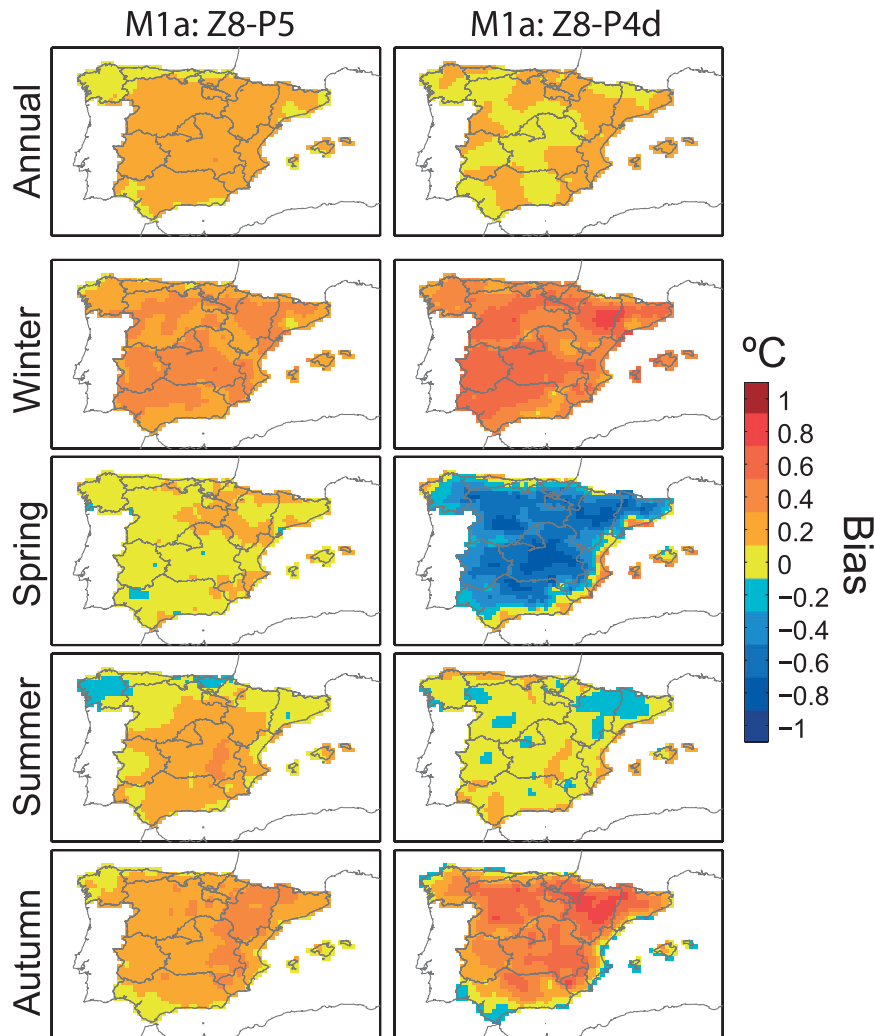 M1a: Z8-P5
M1a: Z8-P4d
Annual
Winter
Spring
Summer
Autumn
ºC
1
0.8
0.6
0.4
0.2
0
−0.2
−0.4
−0.6
−0.8
−1
Bias